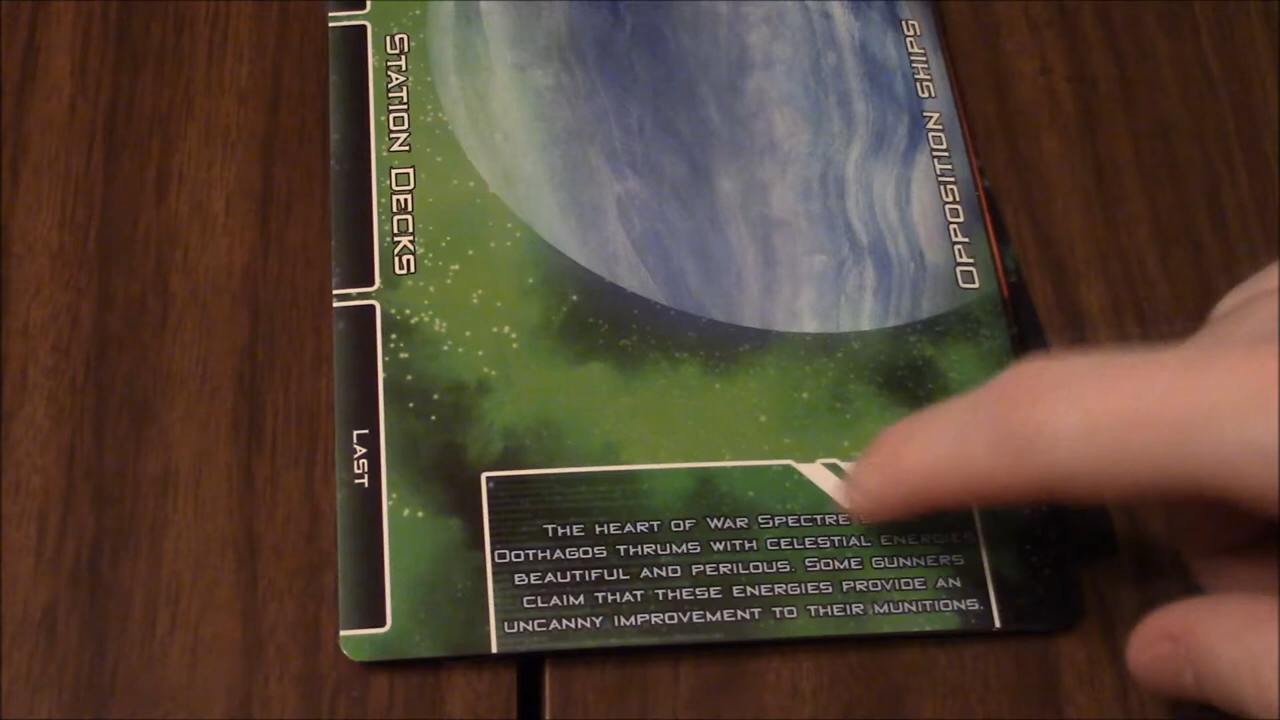 STATION DECKS
OPPOSITION SHIPS
LAST
THE HEART OF WAR SPECTRE
OOTHAGOS THRUMS WITH CELESTIAL ENERGIES
BEAUTIFUL AND PERILOUS. SOME GUNNERS
CLAIM THAT THESE ENERGIES PROVIDE AN
UNCANNY IMPROVEMENT TO THEIR MUNITIONS.